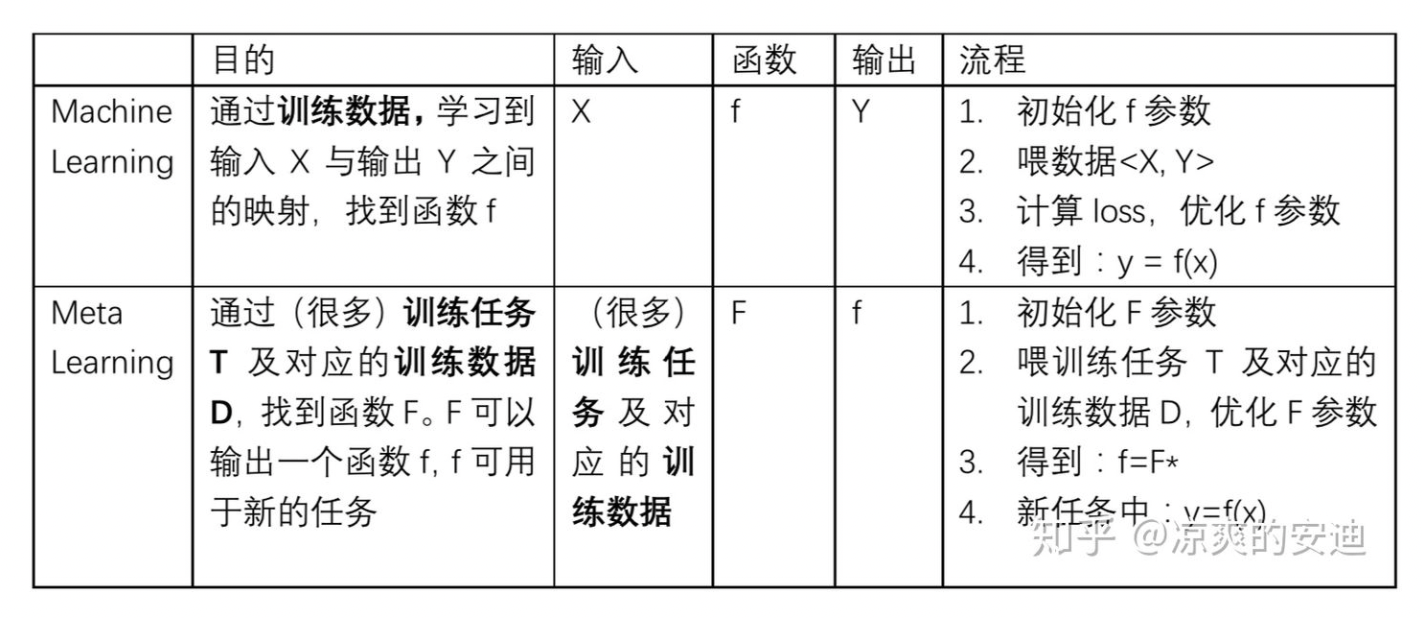 目的
输入
函数
输出
流程
Machine
Learning
通过训练数据，学习到
输入 X 与输出 Y 之间
的映射，找到函数 f
X
f
Y
1. 初始化 f 参数
2. 喂数据<X, Y>
3. 计算 loss，优化 f 参数
4. 得到：y = f(x)
Meta
Learning
通过（很多）训练任务
T 及对应的训练数据
D，找到函数 F。F 可以
输出一个函数 f, f 可用
于新的任务
（很多）
训练任
务及对
应的训
练数据
F
f
1. 初始化 F 参数
2. 喂训练任务 T 及对应的
训练数据 D，优化 F 参数
3. 得到：f=F*
4. 新任务中：y=f(x)
知乎 @凉爽的安迪